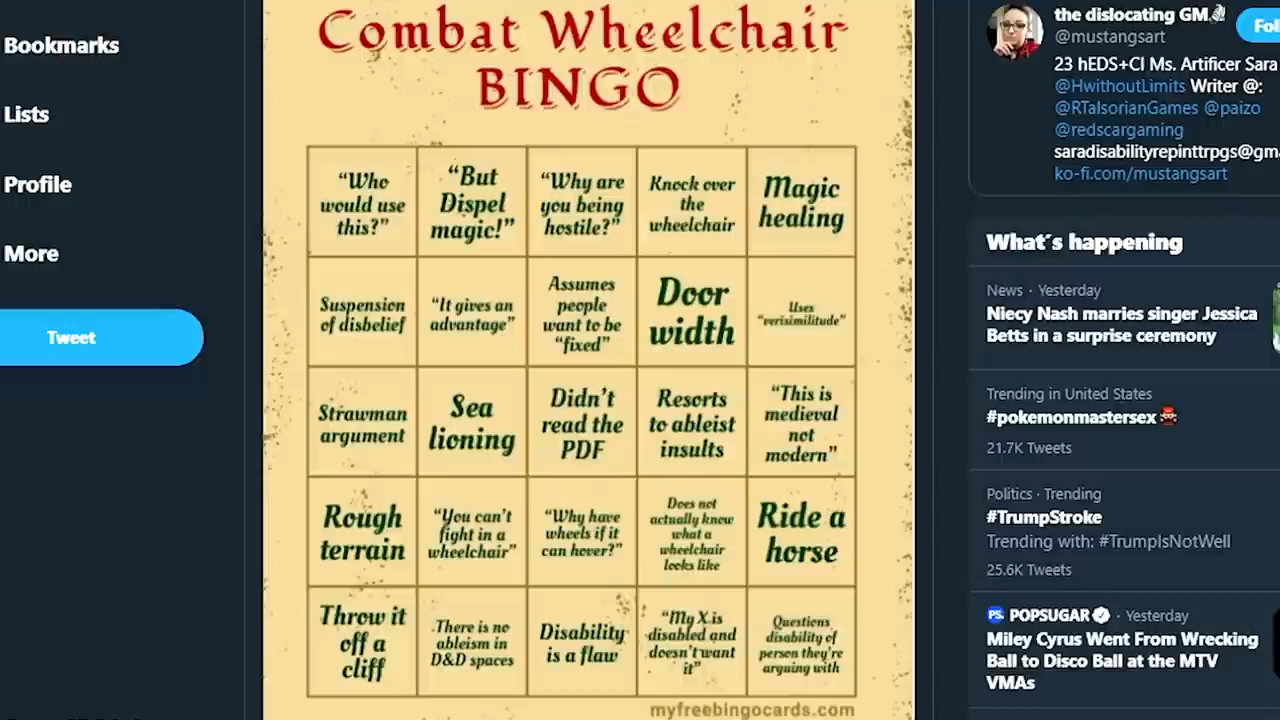 Bookmarks
Lists
Profile
More
Tweet
Combat Wheelchair
BINGO
“Who
would use
this?”
“But
Dispel
magic!”
“Why are
you being
hostile?”
Knock over
the
wheelchair
Magic
healing
Suspension
of disbelief
“It gives an
advantage”
Assumes
people
want to be
“fixed”
Door
width
Uses
“verisimilitude”
Strawman
argument
Sea
lioning
Didn’t
read the
PDF
Resorts
to ableist
insults
“This is
medieval
not
modern”
Rough
terrain
“You can’t
fight in a
wheelchair”
“Why have
wheels if it
can hover?”
Does not
actually know
what a
wheelchair
looks like
Ride a
horse
Throw it
off a
cliff
There is no
ableism in
D&D spaces
Disability
is a flaw
“My X is
disabled and
doesn’t want
it”
Questions
disability of
person they’re
arguing with
myfreebingocards.com
the dislocating GM
@mustangsart
Fol
23 hEDS+CI Ms. Artificer Sara
@HwithoutLimits Writer @:
@RTalsorianGames @paizo
@redscargaming
saradisabilityrepinttrpgs@gm
ko-fi.com/mustangsart
What´s happening
News · Yesterday
Niecy Nash marries singer Jessica
Betts in a surprise ceremony
Trending in United States
#pokemonmastersex
21.7K Tweets
Politics · Trending
#TrumpStroke
Trending with: #TrumpIsNotWell
25.6K Tweets
PS. POPSUGAR · Yesterday
Miley Cyrus Went From Wrecking
Ball to Disco Ball at the MTV
VMAs